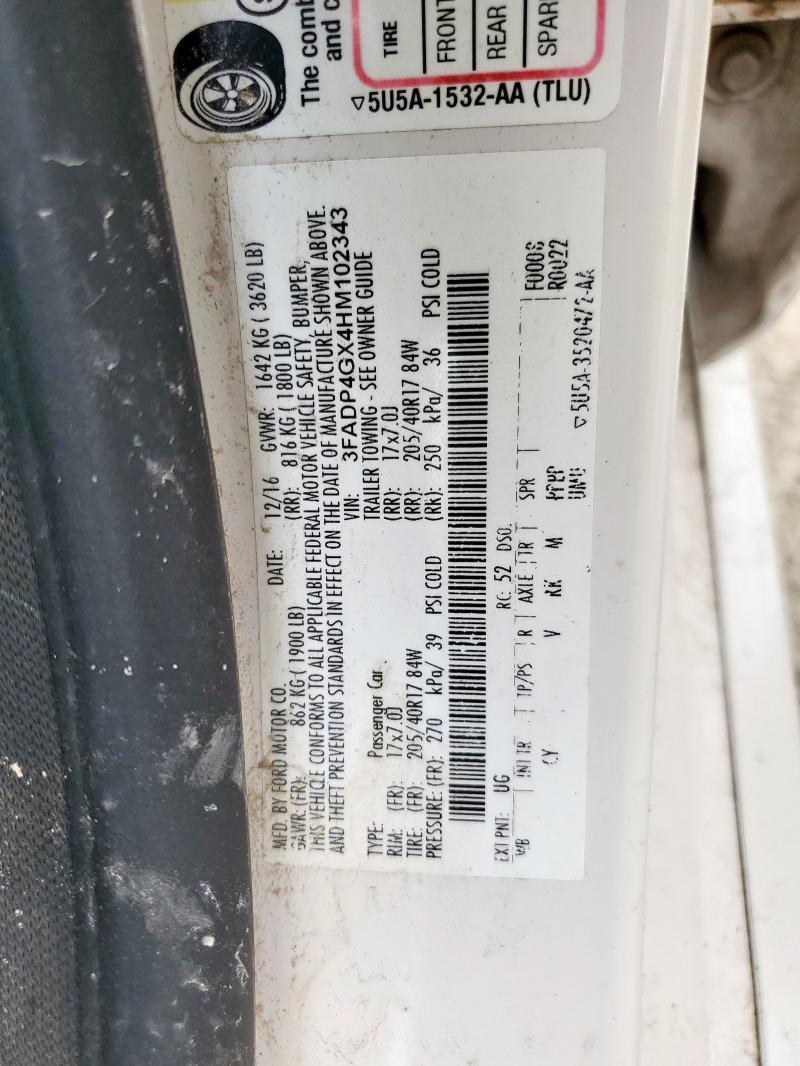 The comb
and c
TIRE
FRONT
REAR
SPAR
▽5U5A-1532-AA (TLU)
MFD. BY FORD MOTOR CO. DATE: 12/16 GVWR: 1642 KG ( 3620 LB)
GAWR: (FR): 862 KG ( 1900 LB) (RR): 816 KG ( 1800 LB)
THIS VEHICLE CONFORMS TO ALL APPLICABLE FEDERAL MOTOR VEHICLE SAFETY, BUMPER,
AND THEFT PREVENTION STANDARDS IN EFFECT ON THE DATE OF MANUFACTURE SHOWN ABOVE.
VIN: 3FADP4GX4HM102343
TYPE: Passenger Car TRAILER TOWING - SEE OWNER GUIDE
RIM: (FR): 17x7.0J (RR): 17x7.0J
TIRE: (FR): 205/40R17 84W (RR): 205/40R17 84W
PRESSURE: (FR): 270 kPa/ 39 PSI COLD (RR): 250 kPa/ 36 PSI COLD
EXT PNT: UG RC: 52 DSO:
WB INT TR TP/PS R AXLE TR SPR F0008
CY V KK M R0022
▽5U5A-3520472-AA